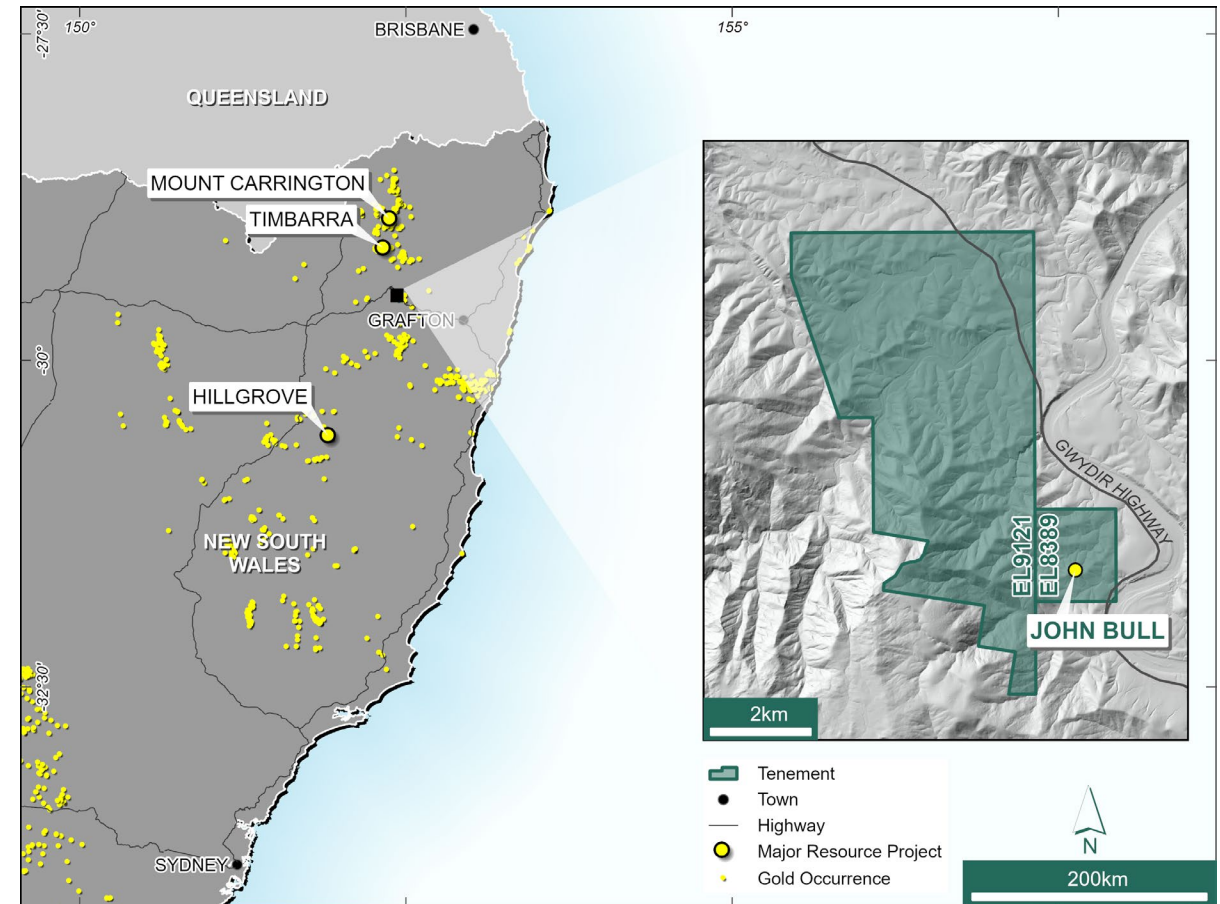 150°
155°
-27°30'
BRISBANE
QUEENSLAND
MOUNT CARRINGTON
TIMBARRA
GRAFTON
-30°
HILLGROVE
NEW SOUTH
WALES
-32°30'
SYDNEY
GWYDIR HIGHWAY
EL9121
EL8389
JOHN BULL
2km
Tenement
Town
Highway
Major Resource Project
Gold Occurrence
N
200km